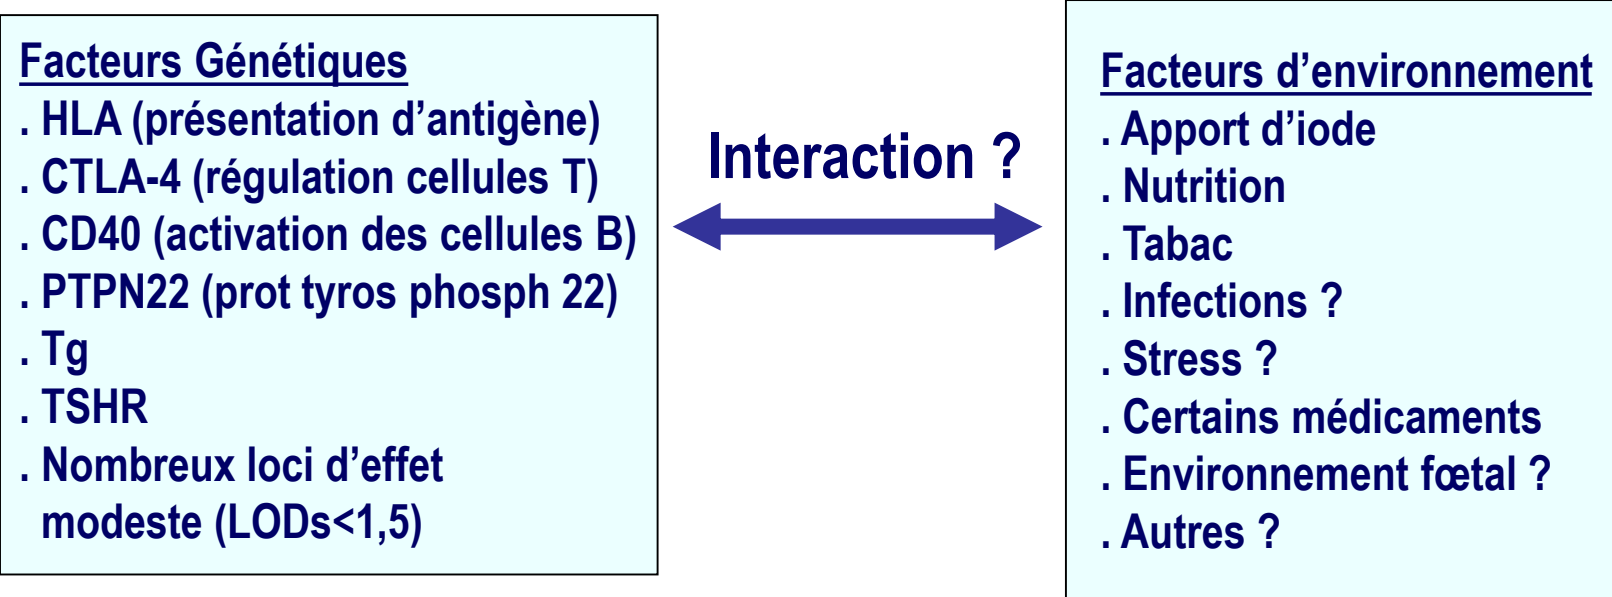 Facteurs Génétiques
. HLA (présentation d’antigène)
. CTLA-4 (régulation cellules T)
. CD40 (activation des cellules B)
. PTPN22 (prot tyros phosph 22)
. Tg
. TSHR
. Nombreux loci d’effet
modeste (LODs<1,5)
Interaction ?
Facteurs d’environnement
. Apport d’iode
. Nutrition
. Tabac
. Infections ?
. Stress ?
. Certains médicaments
. Environnement fœtal ?
. Autres ?